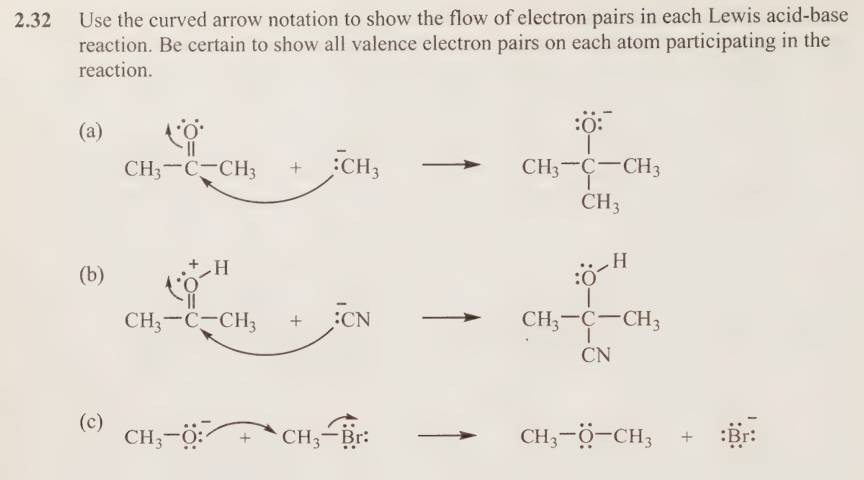 2.32 Use the curved arrow notation to show the flow of electron pairs in each Lewis acid-base
reaction. Be certain to show all valence electron pairs on each atom participating in the
reaction.
(a)
:Ö:⁻
·Ö·
CH₃—C—CH₃ + :⁻CH₃ ⟶ CH₃—C—CH₃
CH₃
(b)
+ H
H
:O
:Ö
CH₃—C—CH₃ + :⁻CN ⟶ CH₃—C—CH₃
CN
(c)
CH₃—Ö:⁻ + CH₃—Br: ⟶ CH₃—Ö—CH₃ + :Br:⁻